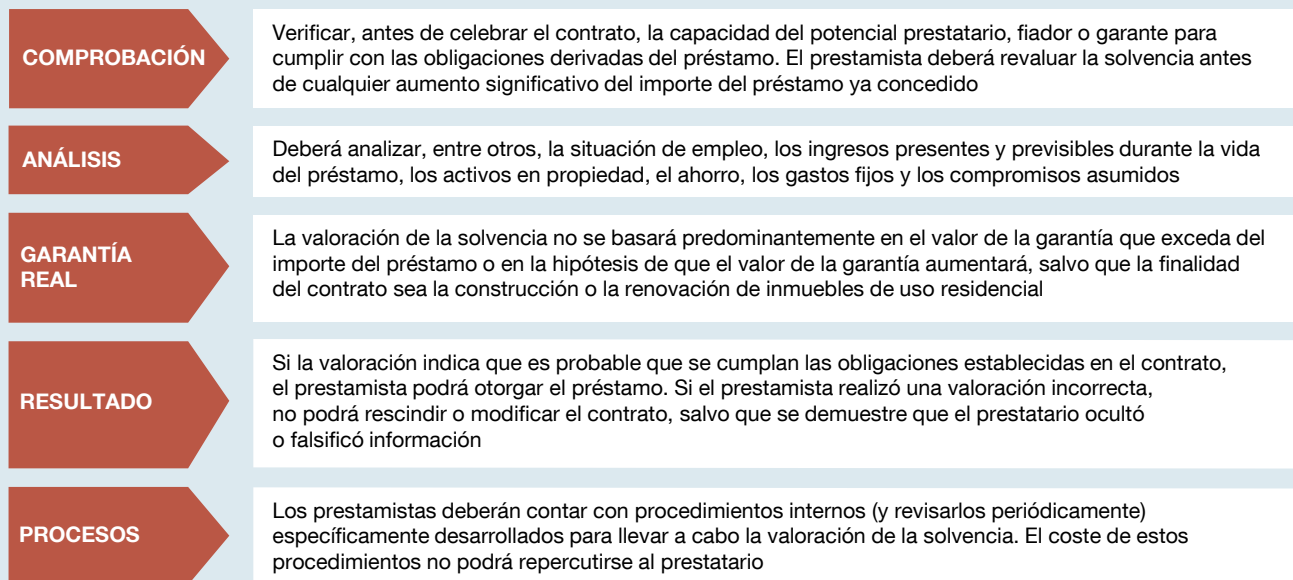 COMPROBACIÓN
Verificar, antes de celebrar el contrato, la capacidad del potencial prestatario, fiador o garante para
cumplir con las obligaciones derivadas del préstamo. El prestamista deberá revaluar la solvencia antes
de cualquier aumento significativo del importe del préstamo ya concedido
ANÁLISIS
Deberá analizar, entre otros, la situación de empleo, los ingresos presentes y previsibles durante la vida
del préstamo, los activos en propiedad, el ahorro, los gastos fijos y los compromisos asumidos
GARANTÍA
REAL
La valoración de la solvencia no se basará predominantemente en el valor de la garantía que exceda del
importe del préstamo o en la hipótesis de que el valor de la garantía aumentará, salvo que la finalidad
del contrato sea la construcción o la renovación de inmuebles de uso residencial
RESULTADO
Si la valoración indica que es probable que se cumplan las obligaciones establecidas en el contrato,
el prestamista podrá otorgar el préstamo. Si el prestamista realizó una valoración incorrecta,
no podrá rescindir o modificar el contrato, salvo que se demuestre que el prestatario ocultó
o falsificó información
PROCESOS
Los prestamistas deberán contar con procedimientos internos (y revisarlos periódicamente)
específicamente desarrollados para llevar a cabo la valoración de la solvencia. El coste de estos
procedimientos no podrá repercutirse al prestatario